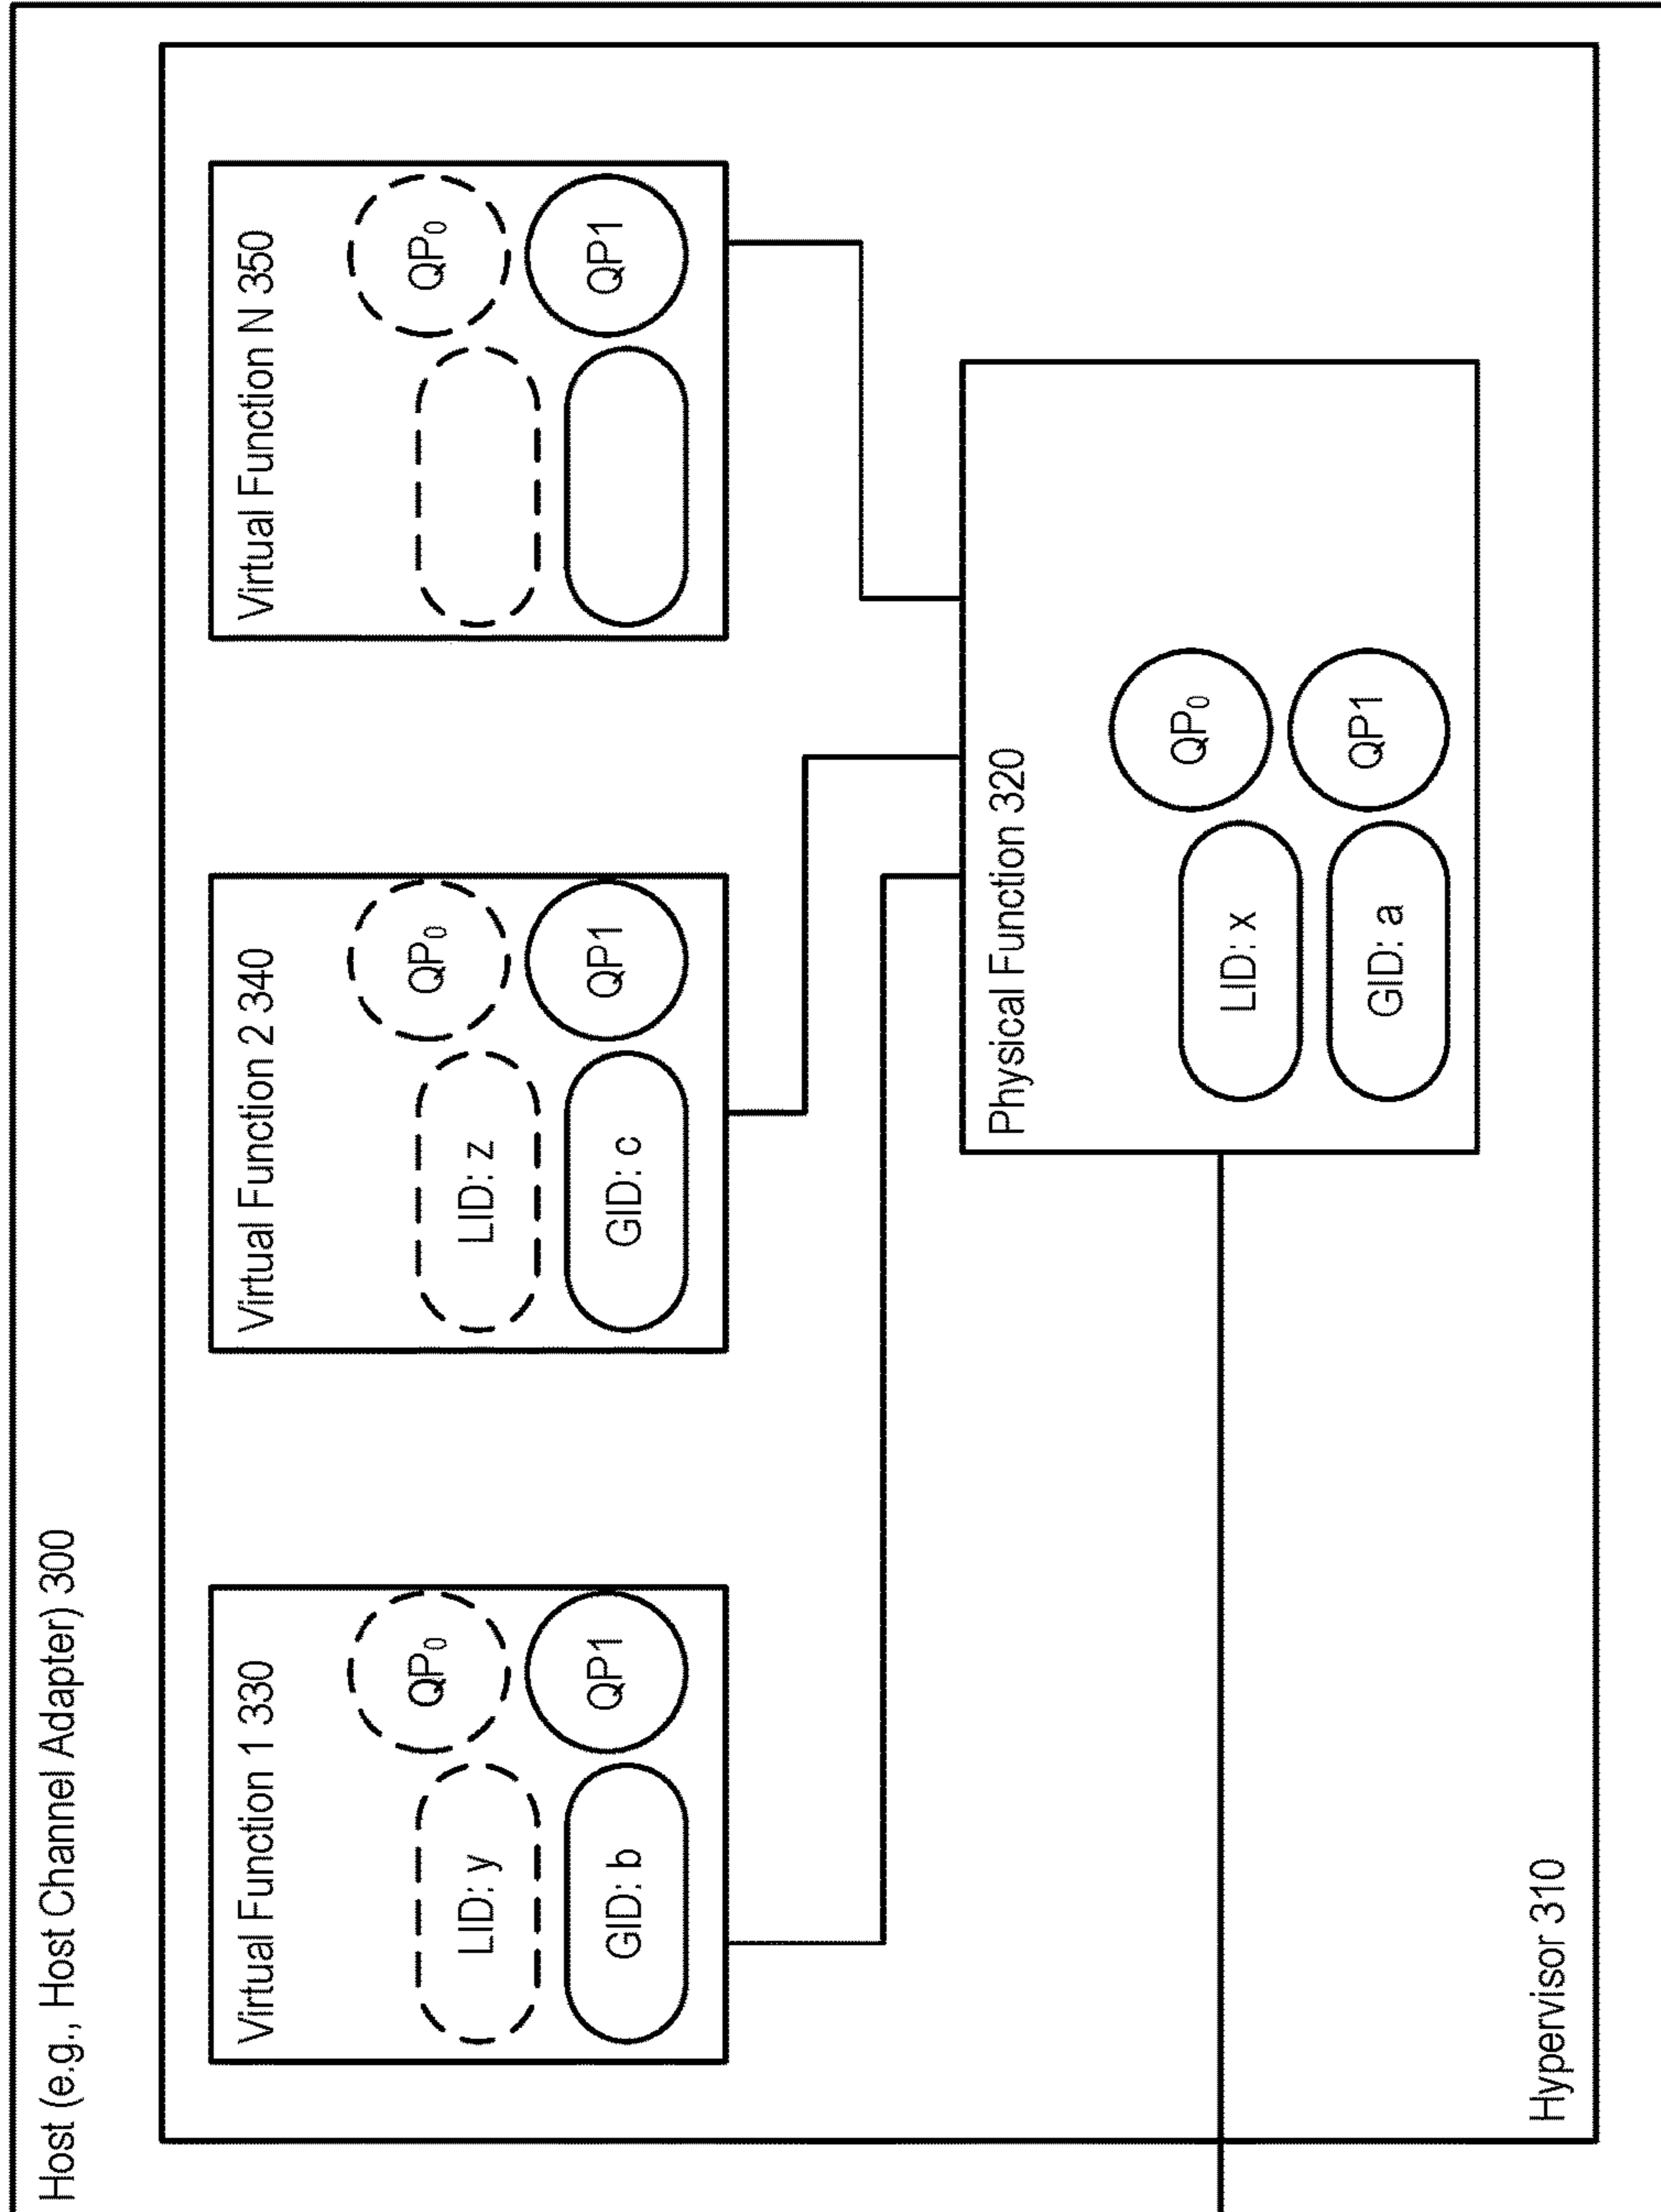 Host (e.g., Host Channel Adapter) 300
Virtual Function 1 330
LID: y
QP0
GID: b
QP1
Virtual Function 2 340
LID: z
QP0
GID: c
QP1
Virtual Function N 350
QP0
QP1
Physical Function 320
LID: x
QP0
GID: a
QP1
Hypervisor 310